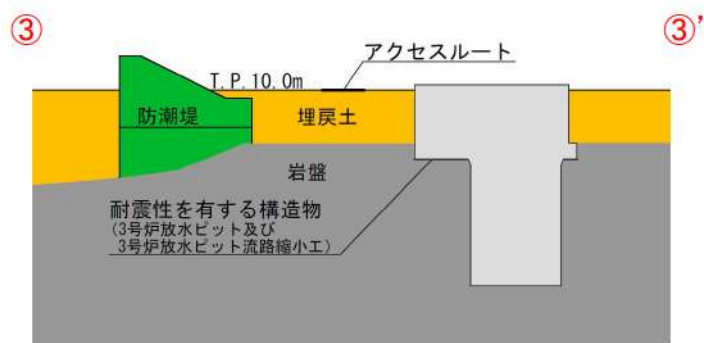 ③
③'
アクセスルート
T.P.10.0m
防潮堤
埋戻土
岩盤
耐震性を有する構造物
(3号炉放水ピット及び
3号炉放水ピット流路縮小工)